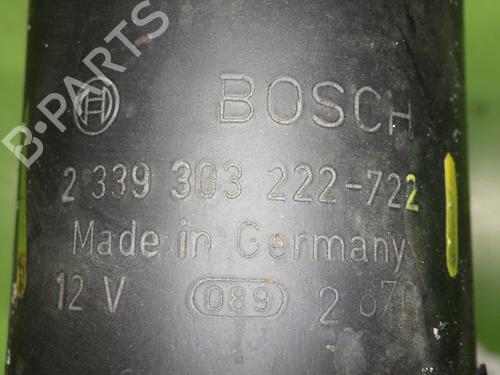 B-PARTS
BOSCH
2 339 303 222-722
Made in Germany
12 V 089 2